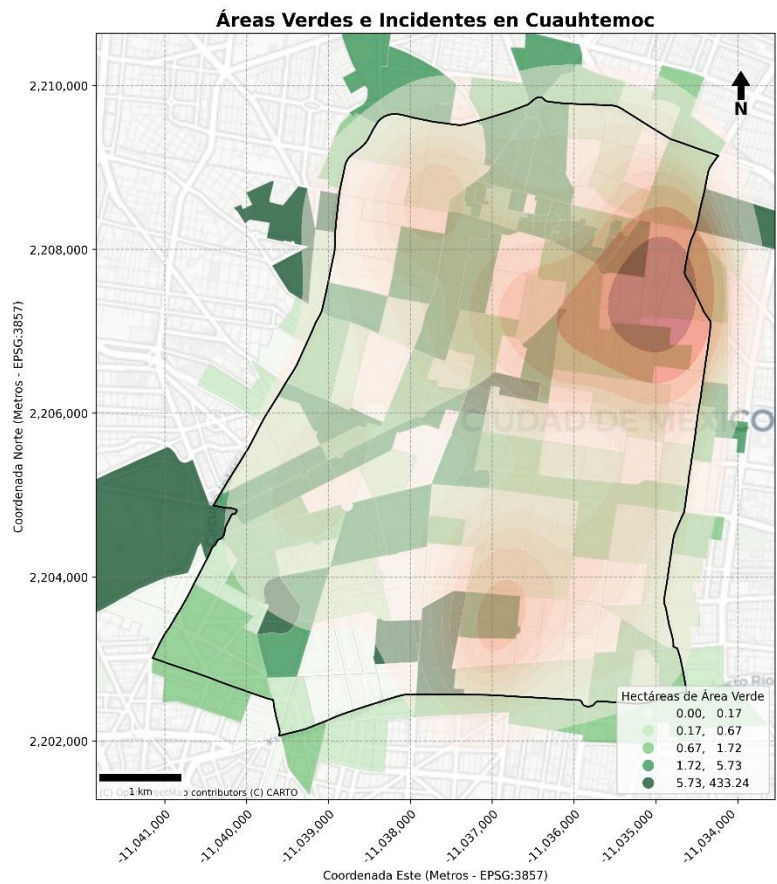 Áreas Verdes e Incidentes en Cuauhtemoc
N
2,210,000
2,208,000
2,206,000
2,204,000
2,202,000
Coordenada Norte (Metros - EPSG:3857)
CIUDAD DE MÉXICO
Hectáreas de Área Verde
0.00, 0.17
0.17, 0.67
0.67, 1.72
1.72, 5.73
5.73, 433.24
1 km
(C) OpenStreetMap contributors (C) CARTO
-11,041,000
-11,040,000
-11,039,000
-11,038,000
-11,037,000
-11,036,000
-11,035,000
-11,034,000
Coordenada Este (Metros - EPSG:3857)